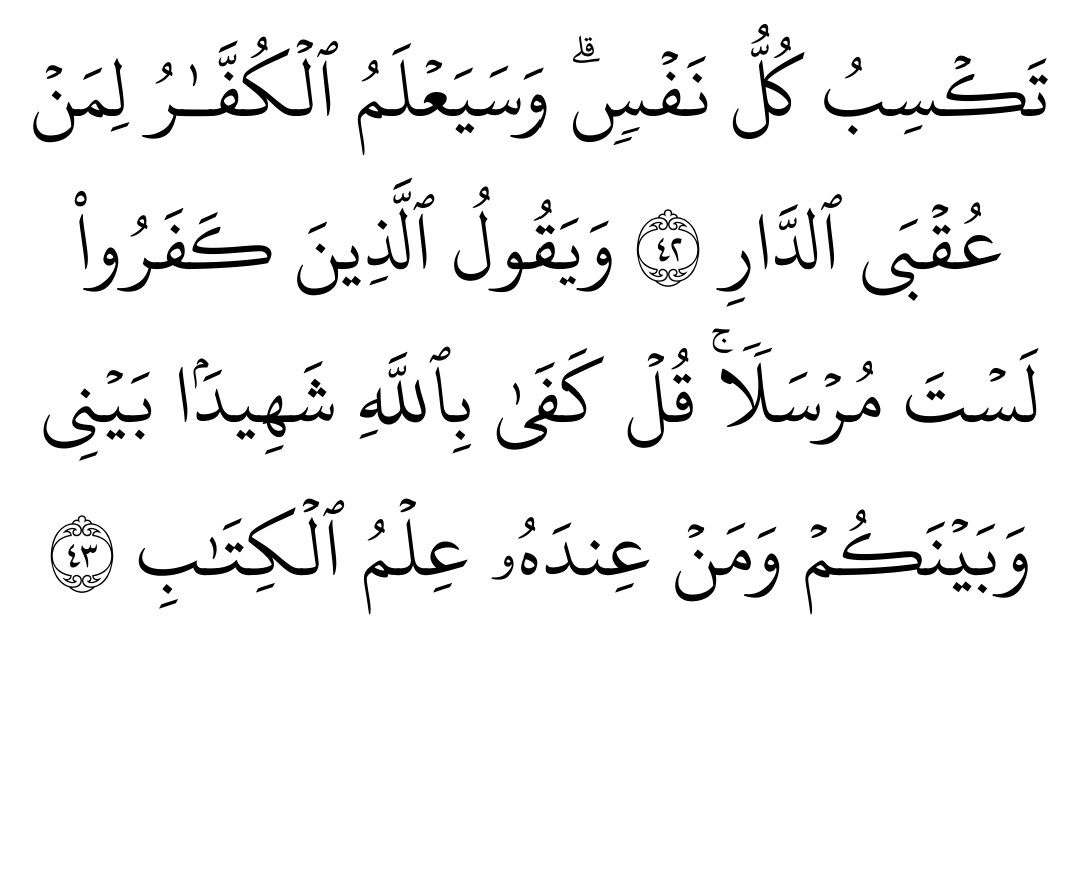 تَكۡسِبُ كُلُّ نَفۡسٖۗ وَسَيَعۡلَمُ ٱلۡكُفَّـٰرُ لِمَنۡ
عُقۡبَى ٱلدَّارِ ٤٢ وَيَقُولُ ٱلَّذِينَ كَفَرُواْ
لَسۡتَ مُرۡسَلٗاۚ قُلۡ كَفَىٰ بِٱللَّهِ شَهِيدَۢا بَيۡنِي
وَبَيۡنَكُمۡ وَمَنۡ عِندَهُۥ عِلۡمُ ٱلۡكِتَٰبِ ٤٣